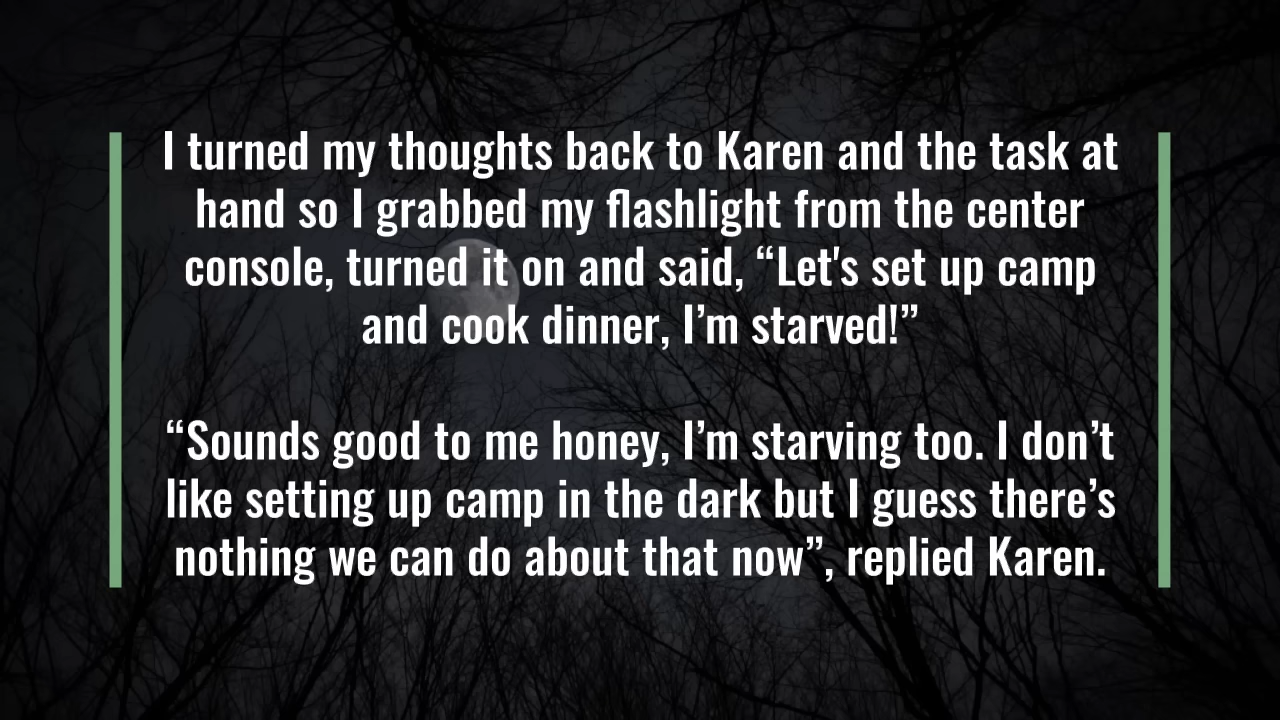 I turned my thoughts back to Karen and the task at
hand so I grabbed my flashlight from the center
console, turned it on and said, “Let's set up camp
and cook dinner, I’m starved!”
“Sounds good to me honey, I’m starving too. I don’t
like setting up camp in the dark but I guess there’s
nothing we can do about that now”, replied Karen.